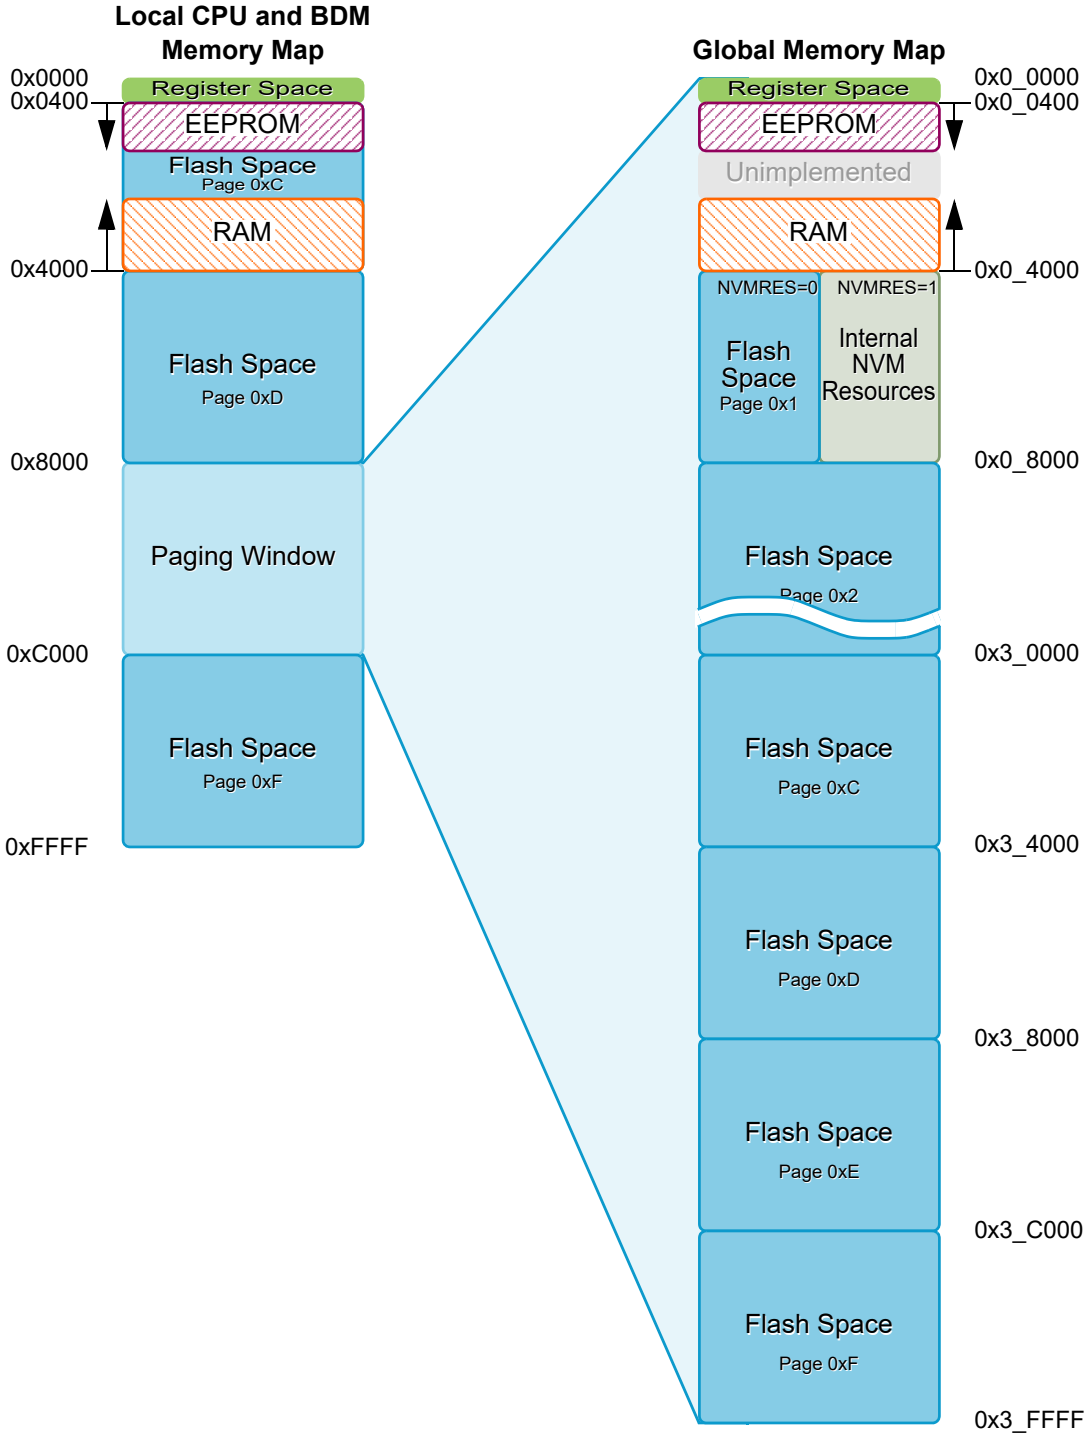 Local CPU and BDM
Memory Map
0x0000
0x0400
Register Space
EEPROM
Flash Space
Page 0xC
RAM
0x4000
Flash Space
Page 0xD
0x8000
Paging Window
0xC000
Flash Space
Page 0xF
0xFFFF
Global Memory Map
Register Space
0x0_0000
0x0_0400
EEPROM
Unimplemented
RAM
0x0_4000
NVMRES=0
NVMRES=1
Flash
Space
Page 0x1
Internal
NVM
Resources
0x0_8000
Flash Space
Page 0x2
0x3_0000
Flash Space
Page 0xC
0x3_4000
Flash Space
Page 0xD
0x3_8000
Flash Space
Page 0xE
0x3_C000
Flash Space
Page 0xF
0x3_FFFF